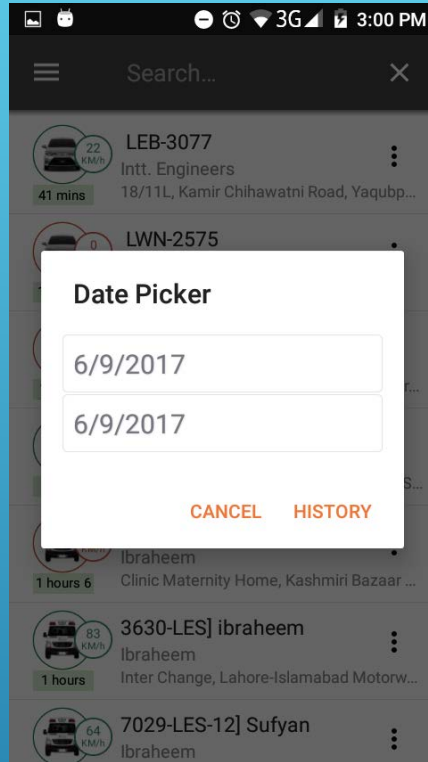 3G 3:00 PM
Search...
22
KM/h
LEB-3077
Intt. Engineers
41 mins
18/11L, Kamir Chihawatni Road, Yaqubp...
0
LWN-2575
Date Picker
6/9/2017
6/9/2017
CANCEL HISTORY
KM/h
Ibraheem
1 hours 6
Clinic Maternity Home, Kashmiri Bazaar ...
83
KM/h
3630-LES] ibraheem
Ibraheem
1 hours
Inter Change, Lahore-Islamabad Motorw...
64
KM/h
7029-LES-12] Sufyan
Ibraheem